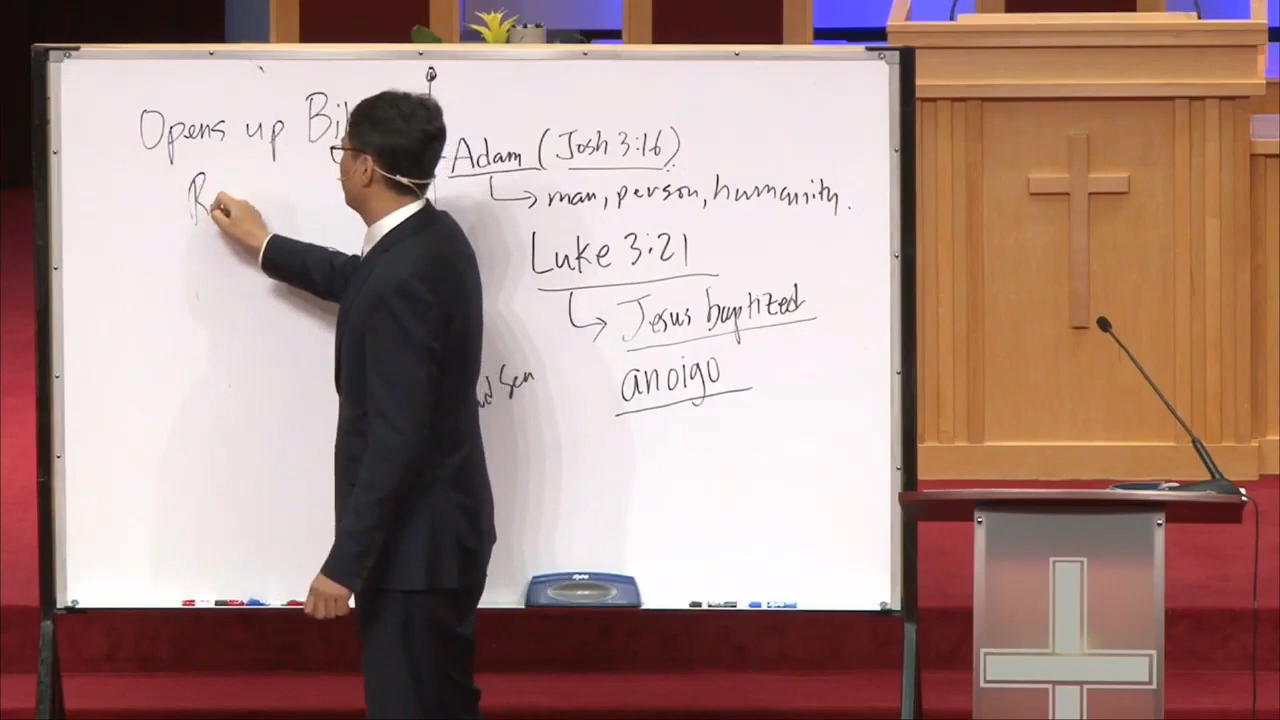 Opens up
Adam (Josh 3:16)
man, person, humanity.
Luke 3:21
Jesus baptized
anoigo